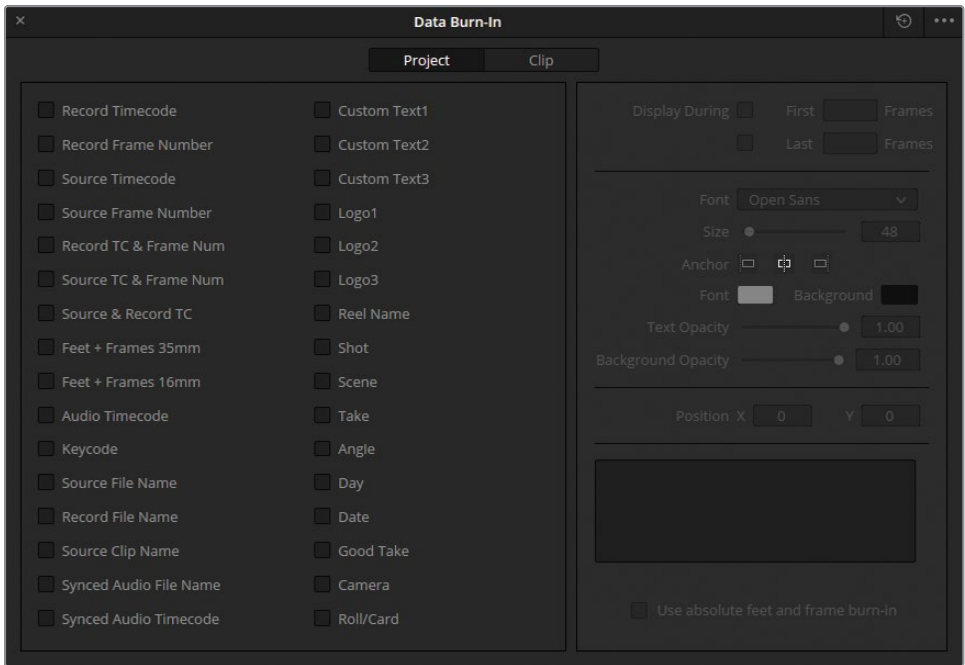 Data Burn-In
Project Clip
Record Timecode
Record Frame Number
Source Timecode
Source Frame Number
Record TC & Frame Num
Source TC & Frame Num
Source & Record TC
Feet + Frames 35mm
Feet + Frames 16mm
Audio Timecode
Keycode
Source File Name
Record File Name
Source Clip Name
Synced Audio File Name
Synced Audio Timecode
Custom Text1
Custom Text2
Custom Text3
Logo1
Logo2
Logo3
Reel Name
Shot
Scene
Take
Angle
Day
Date
Good Take
Camera
Roll/Card
Display During First Frames
Last Frames
Font Open Sans
Size 48
Anchor
Font Background
Text Opacity 1.00
Background Opacity 1.00
Position X 0 Y 0
Use absolute feet and frame burn-in